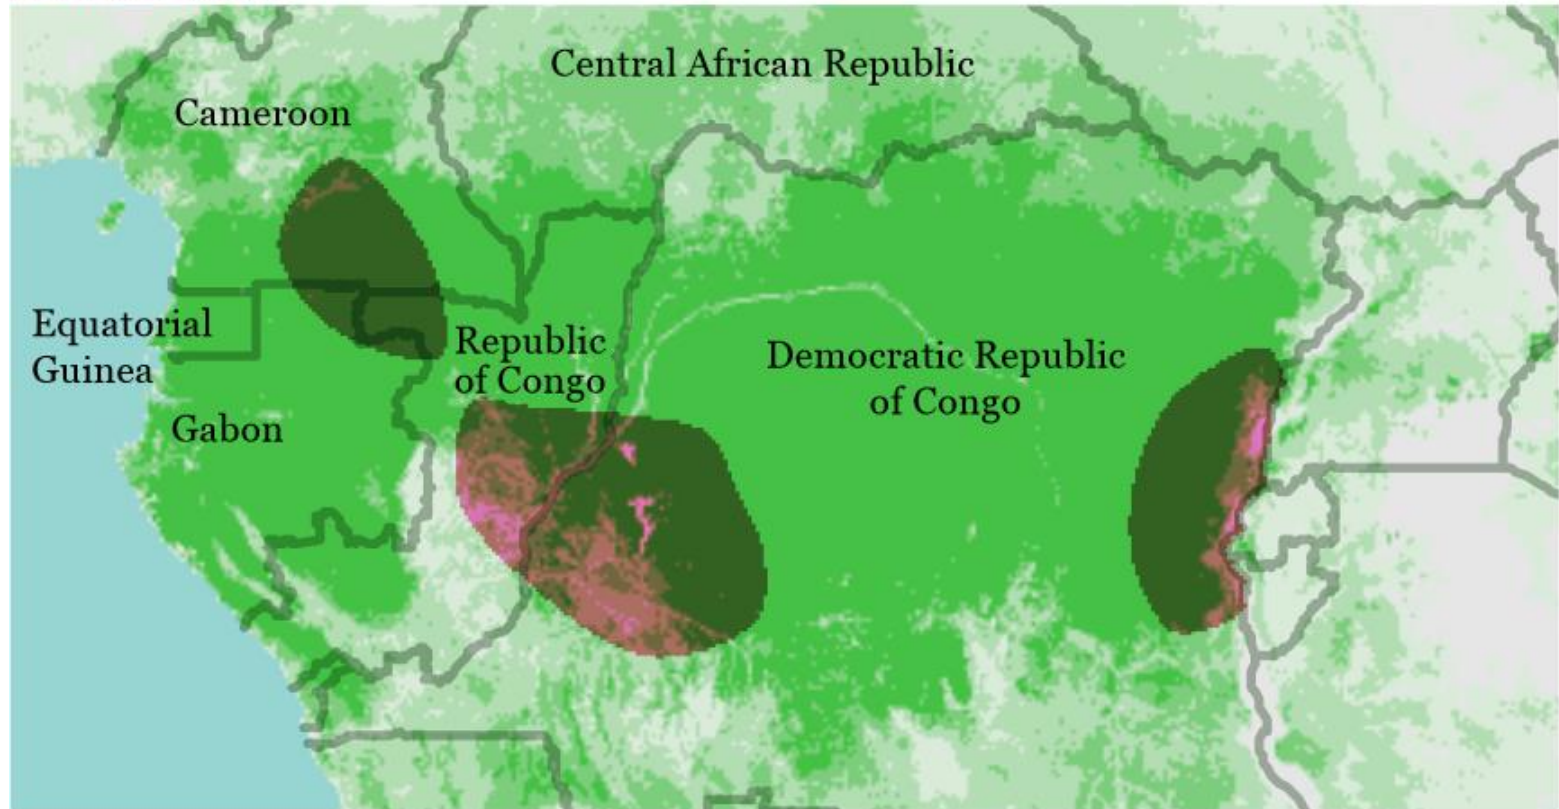 Central African Republic
Cameroon
Equatorial
Guinea
Republic
of Congo
Democratic Republic
of Congo
Gabon